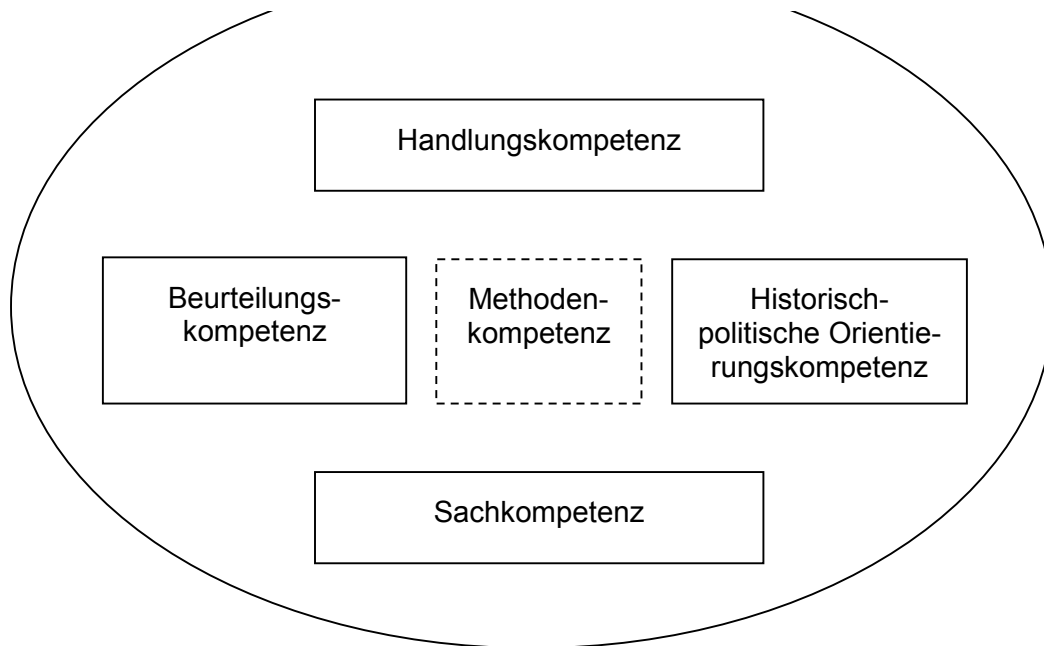 Handlungskompetenz
Beurteilungs-
kompetenz
Methoden-
kompetenz
Historisch-
politische Orientie-
rungskompetenz
Sachkompetenz